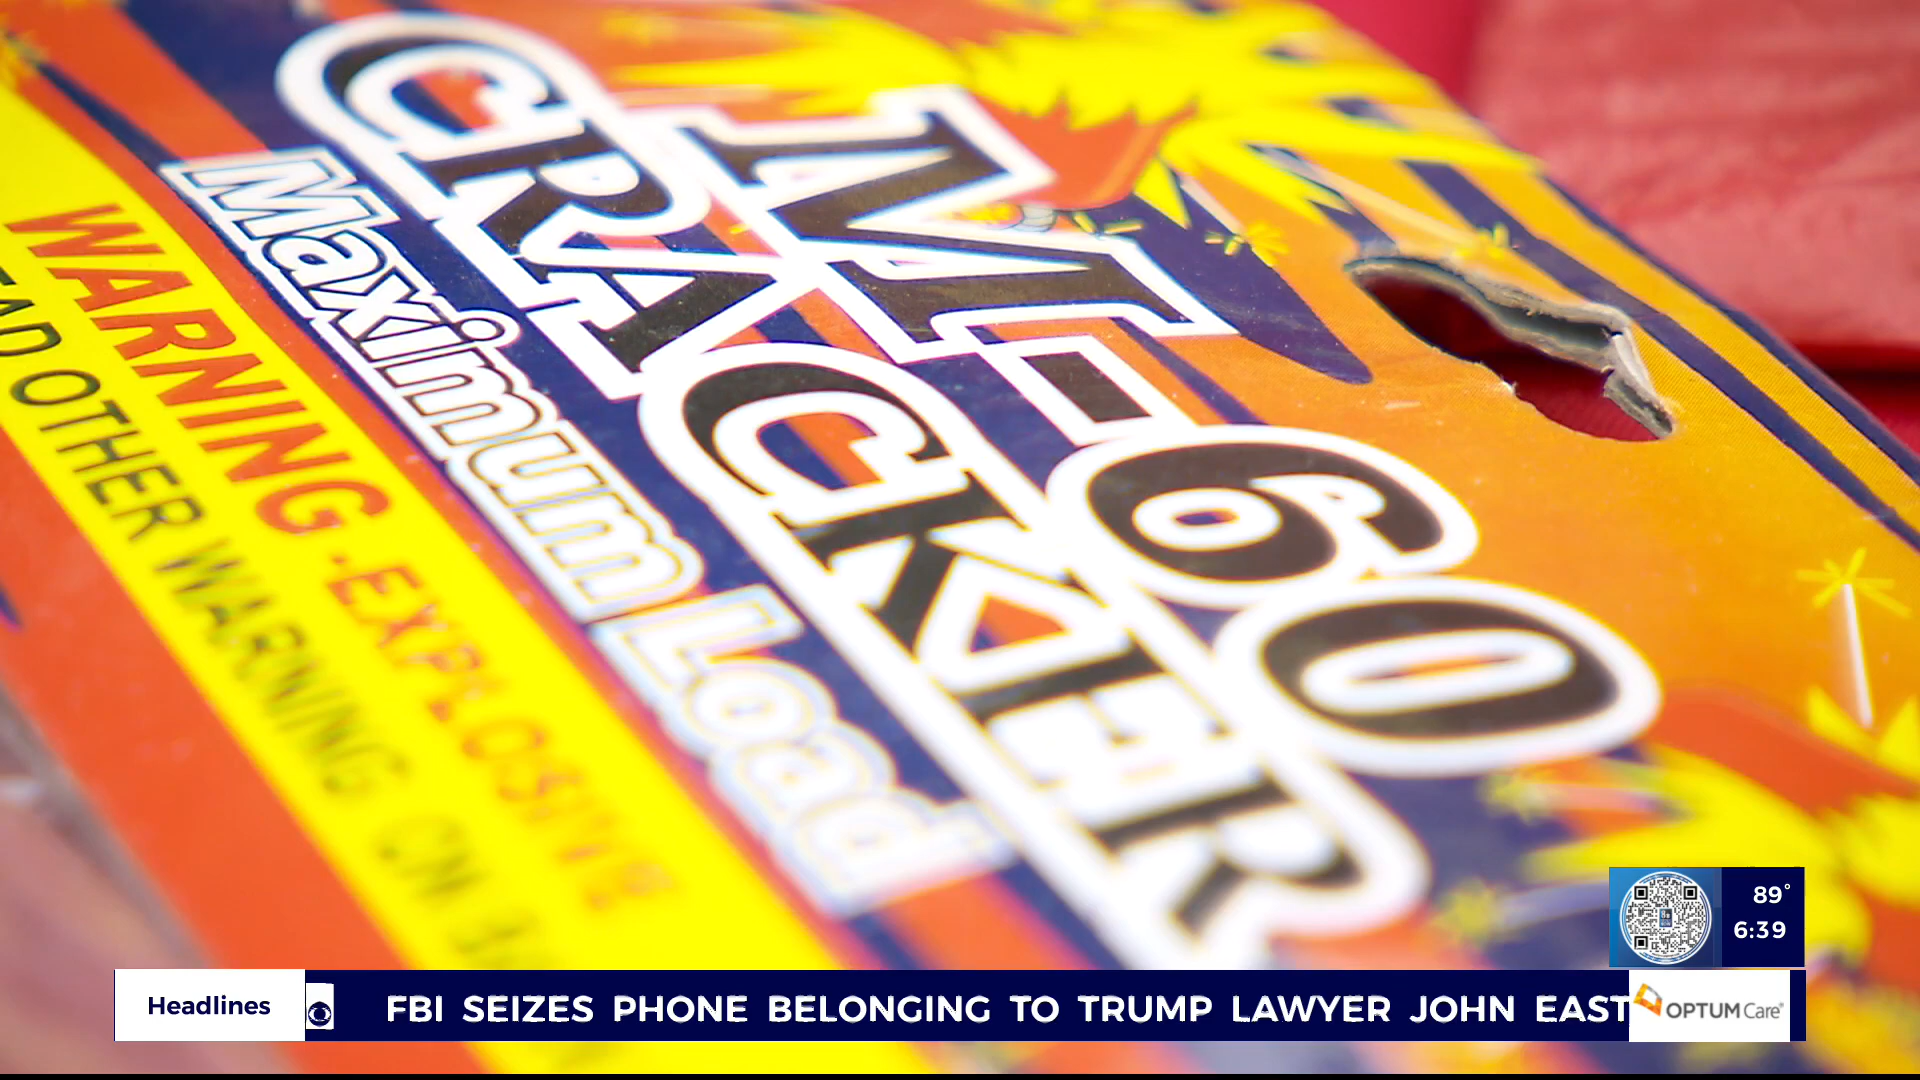 M-60
CRACKER
Maximum Load
WARNING -EXPLOSIVE
OTHER WARNING
89°
6:39
Headlines
FBI SEIZES PHONE BELONGING TO TRUMP LAWYER JOHN EAST
OPTUM Care®